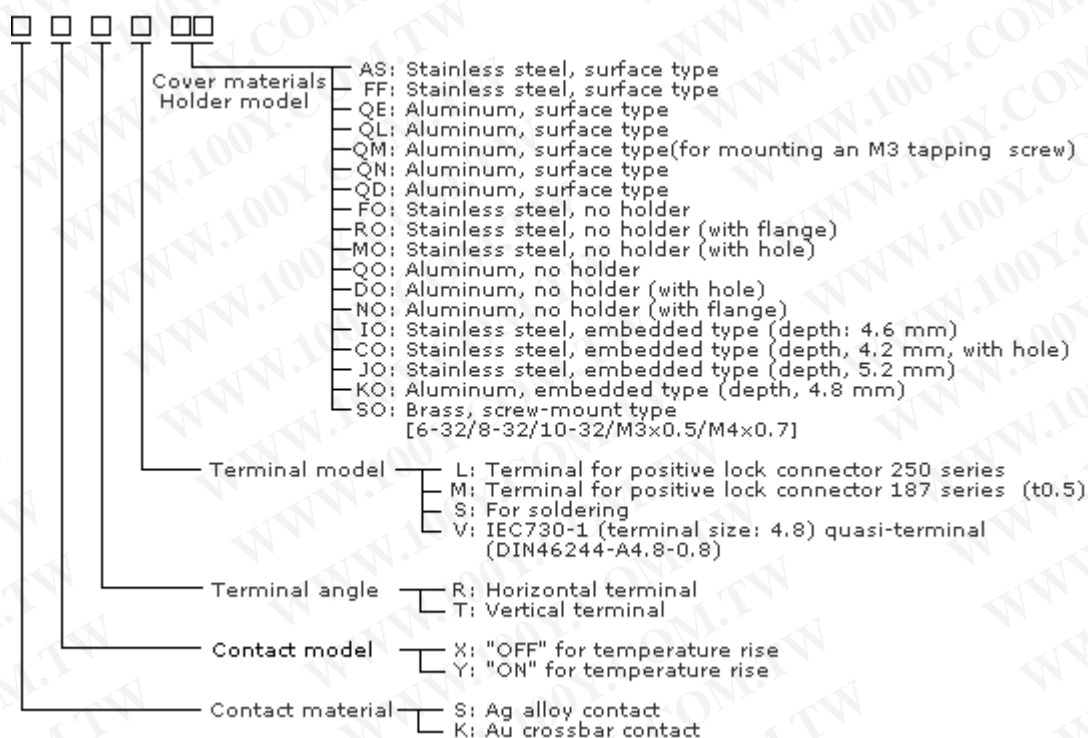 Cover materials
Holder model
AS: Stainless steel, surface type
FF: Stainless steel, surface type
QE: Aluminum, surface type
QL: Aluminum, surface type
QM: Aluminum, surface type(for mounting an M3 tapping screw)
QN: Aluminum, surface type
QD: Aluminum, surface type
FO: Stainless steel, no holder
RO: Stainless steel, no holder (with flange)
MO: Stainless steel, no holder (with hole)
QO: Aluminum, no holder
DO: Aluminum, no holder (with hole)
NO: Aluminum, no holder (with flange)
IO: Stainless steel, embedded type (depth: 4.6 mm)
CO: Stainless steel, embedded type (depth, 4.2 mm, with hole)
JO: Stainless steel, embedded type (depth, 5.2 mm)
KO: Aluminum, embedded type (depth, 4.8 mm)
SO: Brass, screw-mount type
[6-32/8-32/10-32/M3×0.5/M4×0.7]
Terminal model
L: Terminal for positive lock connector 250 series
M: Terminal for positive lock connector 187 series (t0.5)
S: For soldering
V: IEC730-1 (terminal size: 4.8) quasi-terminal
(DIN46244-A4.8-0.8)
Terminal angle
R: Horizontal terminal
T: Vertical terminal
Contact model
X: "OFF" for temperature rise
Y: "ON" for temperature rise
Contact material
S: Ag alloy contact
K: Au crossbar contact
WWW.100Y.COM.TW